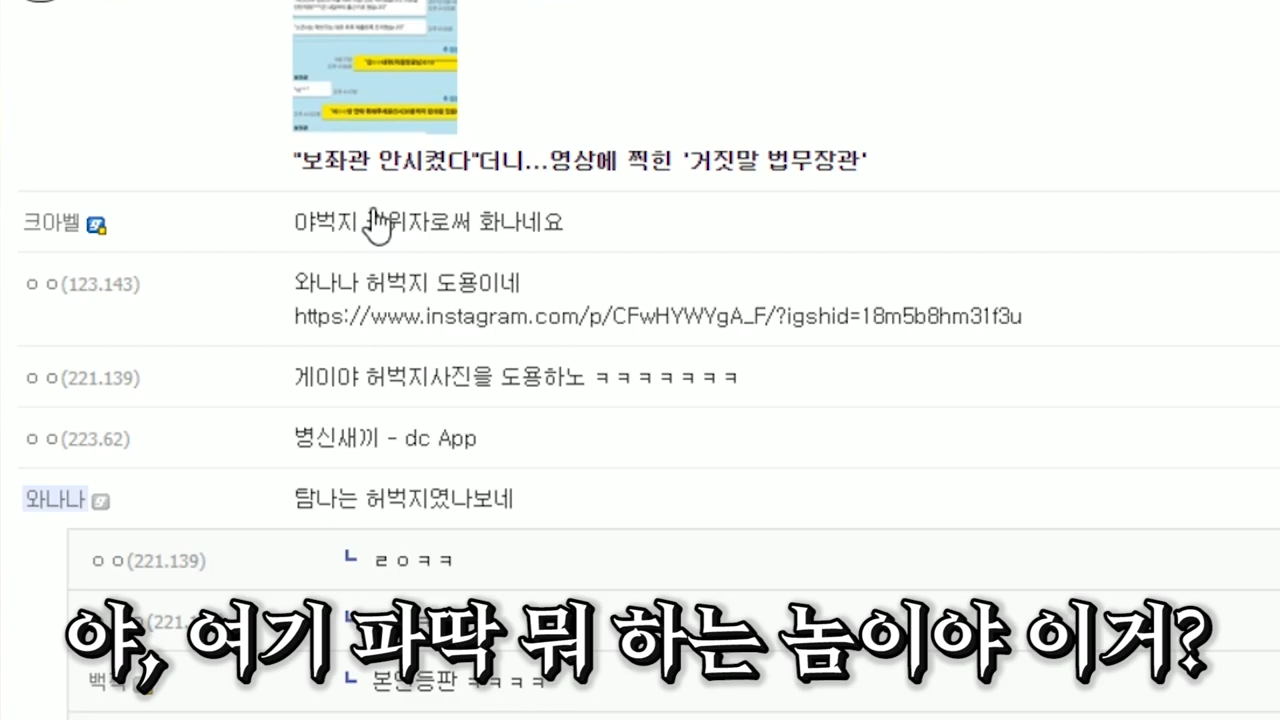 "보좌관 안시켰다"더니...영상에 찍힌 '거짓말 법무장관'
크아벨 야벅지 위자로써 화나네요
ㅇㅇ(123.143) 와나나 허벅지 도용이네
https://www.instagram.com/p/CFwHYWYgA_F/?igshid=18m5b8hm31f3u
ㅇㅇ(221.139) 게이야 허벅지사진을 도용하노 ㅋㅋㅋㅋㅋㅋㅋ
ㅇㅇ(223.62) 병신새끼 - dc App
와나나 탐나는 허벅지였나보네
ㅇㅇ(221.139) ㄹㅇㅋㅋ
야, 여기 파딱 뭐 하는 놈이야 이거?
본인등판 ㅋㅋㅋㅋ